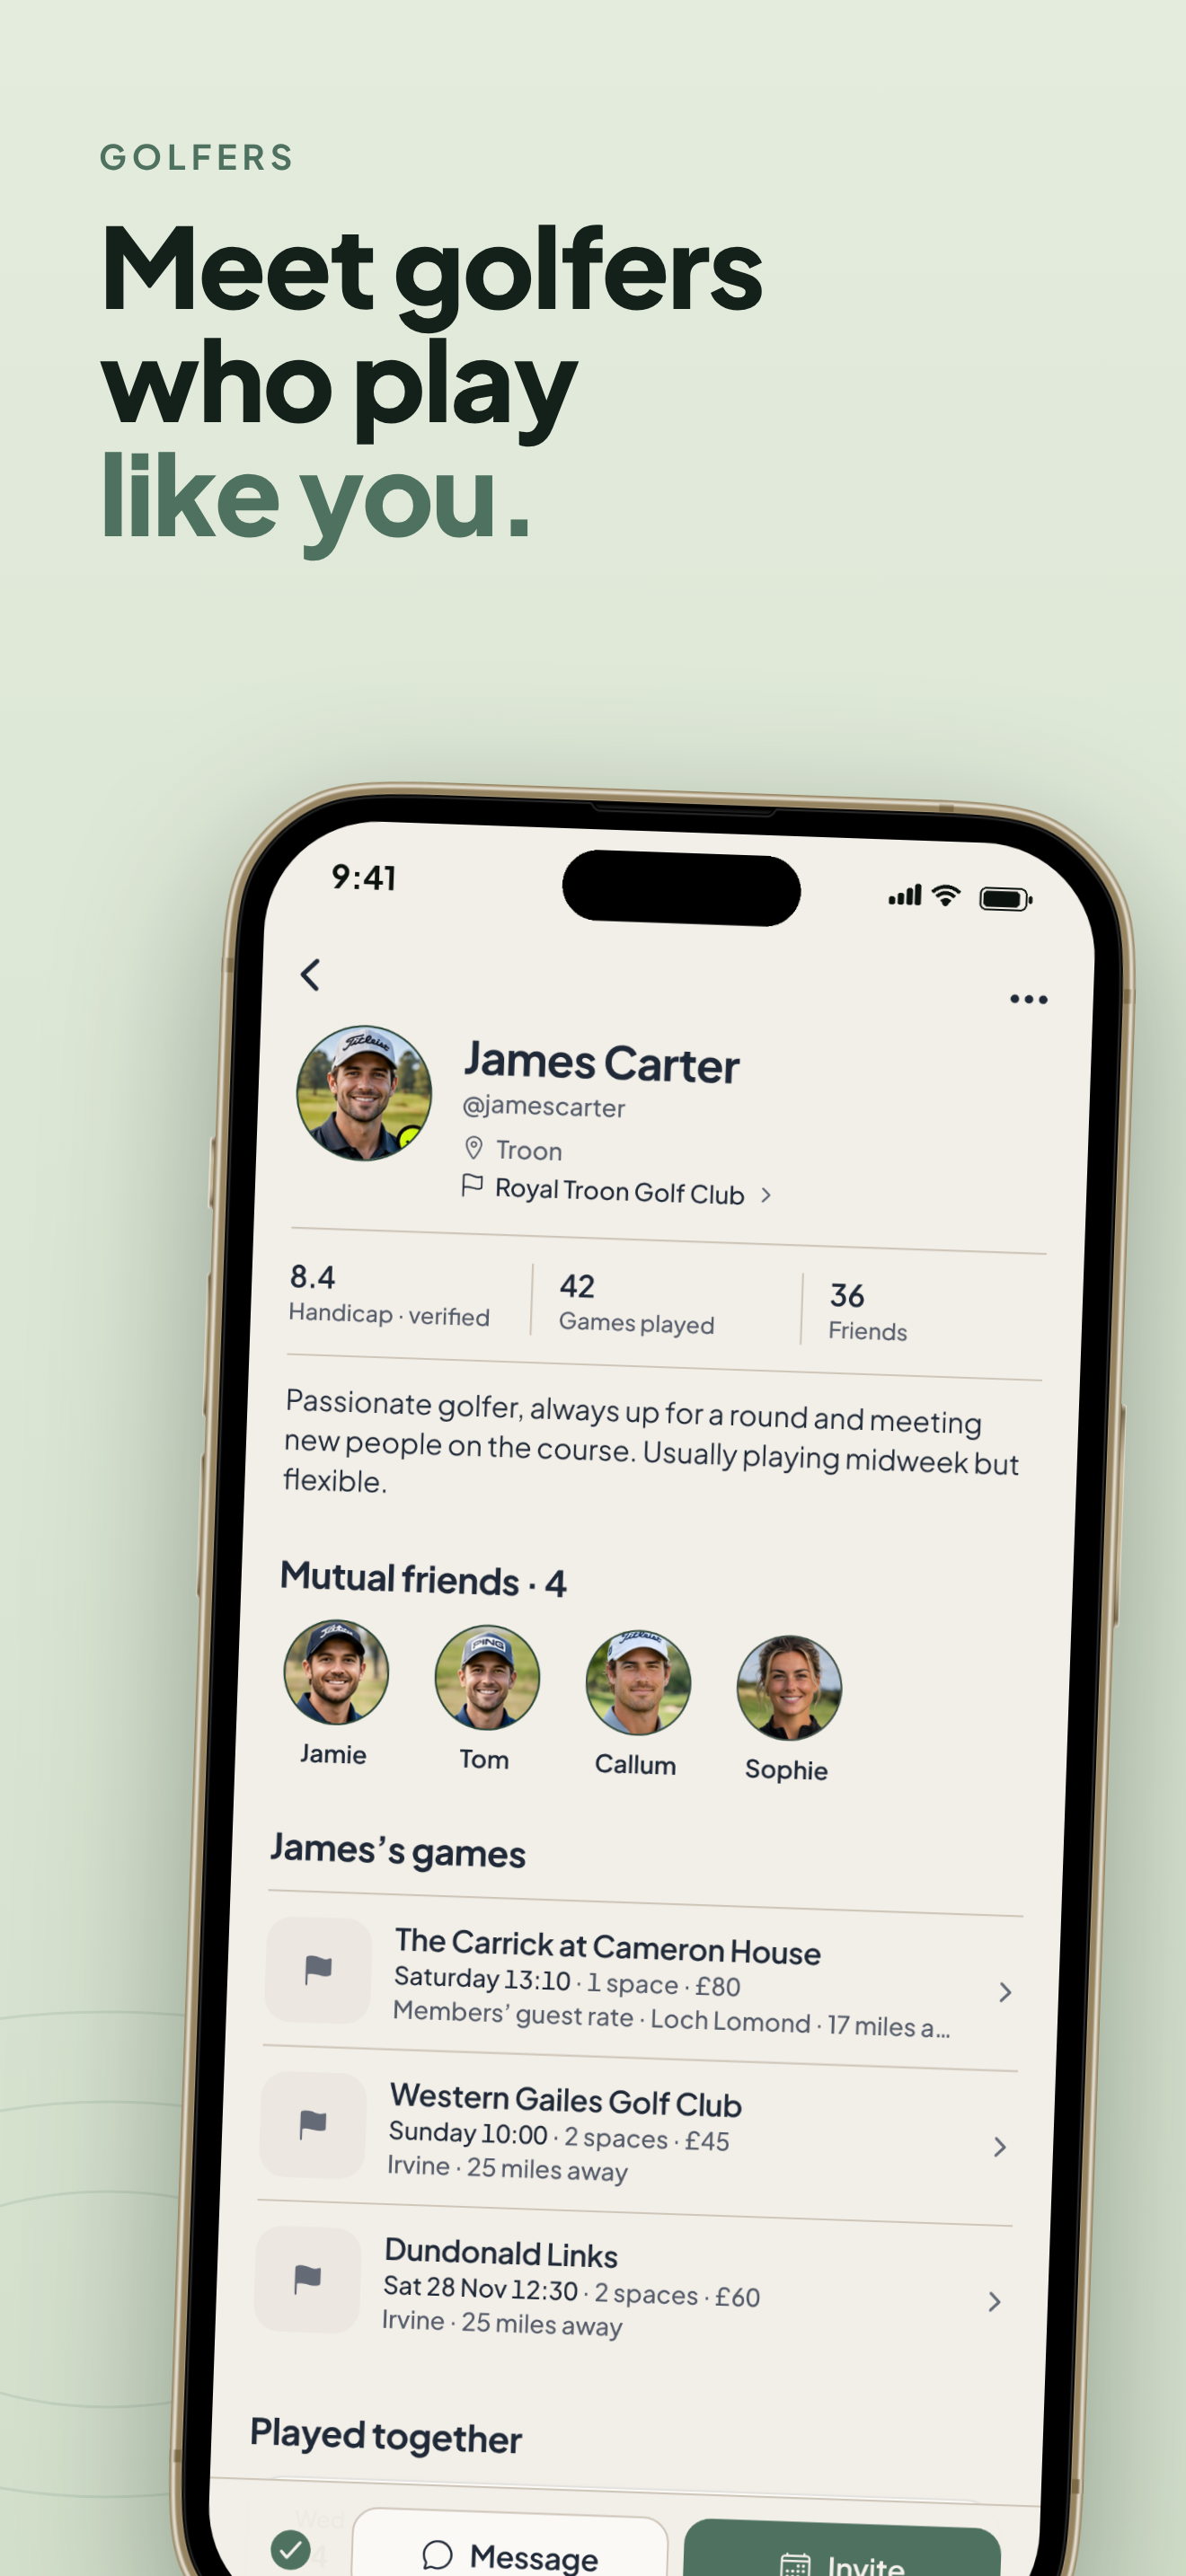 GOLFERS
Meet golfers
who play
like you.
9:41
James Carter
@jamescarter
Troon
Royal Troon Golf Club
8.4
Handicap · verified
42
Games played
36
Friends
Passionate golfer, always up for a round and meeting
new people on the course. Usually playing midweek but
flexible.
Mutual friends · 4
Titleist
PING
Titleist
Jamie
Tom
Callum
Sophie
James’s games
The Carrick at Cameron House
Saturday 13:10 · 1 space · £80
Members’ guest rate · Loch Lomond · 17 miles a...
Western Gailes Golf Club
Sunday 10:00 · 2 spaces · £45
Irvine · 25 miles away
Dundonald Links
Sat 28 Nov 12:30 · 2 spaces · £60
Irvine · 25 miles away
Played together
Wed
4
Message
Invite